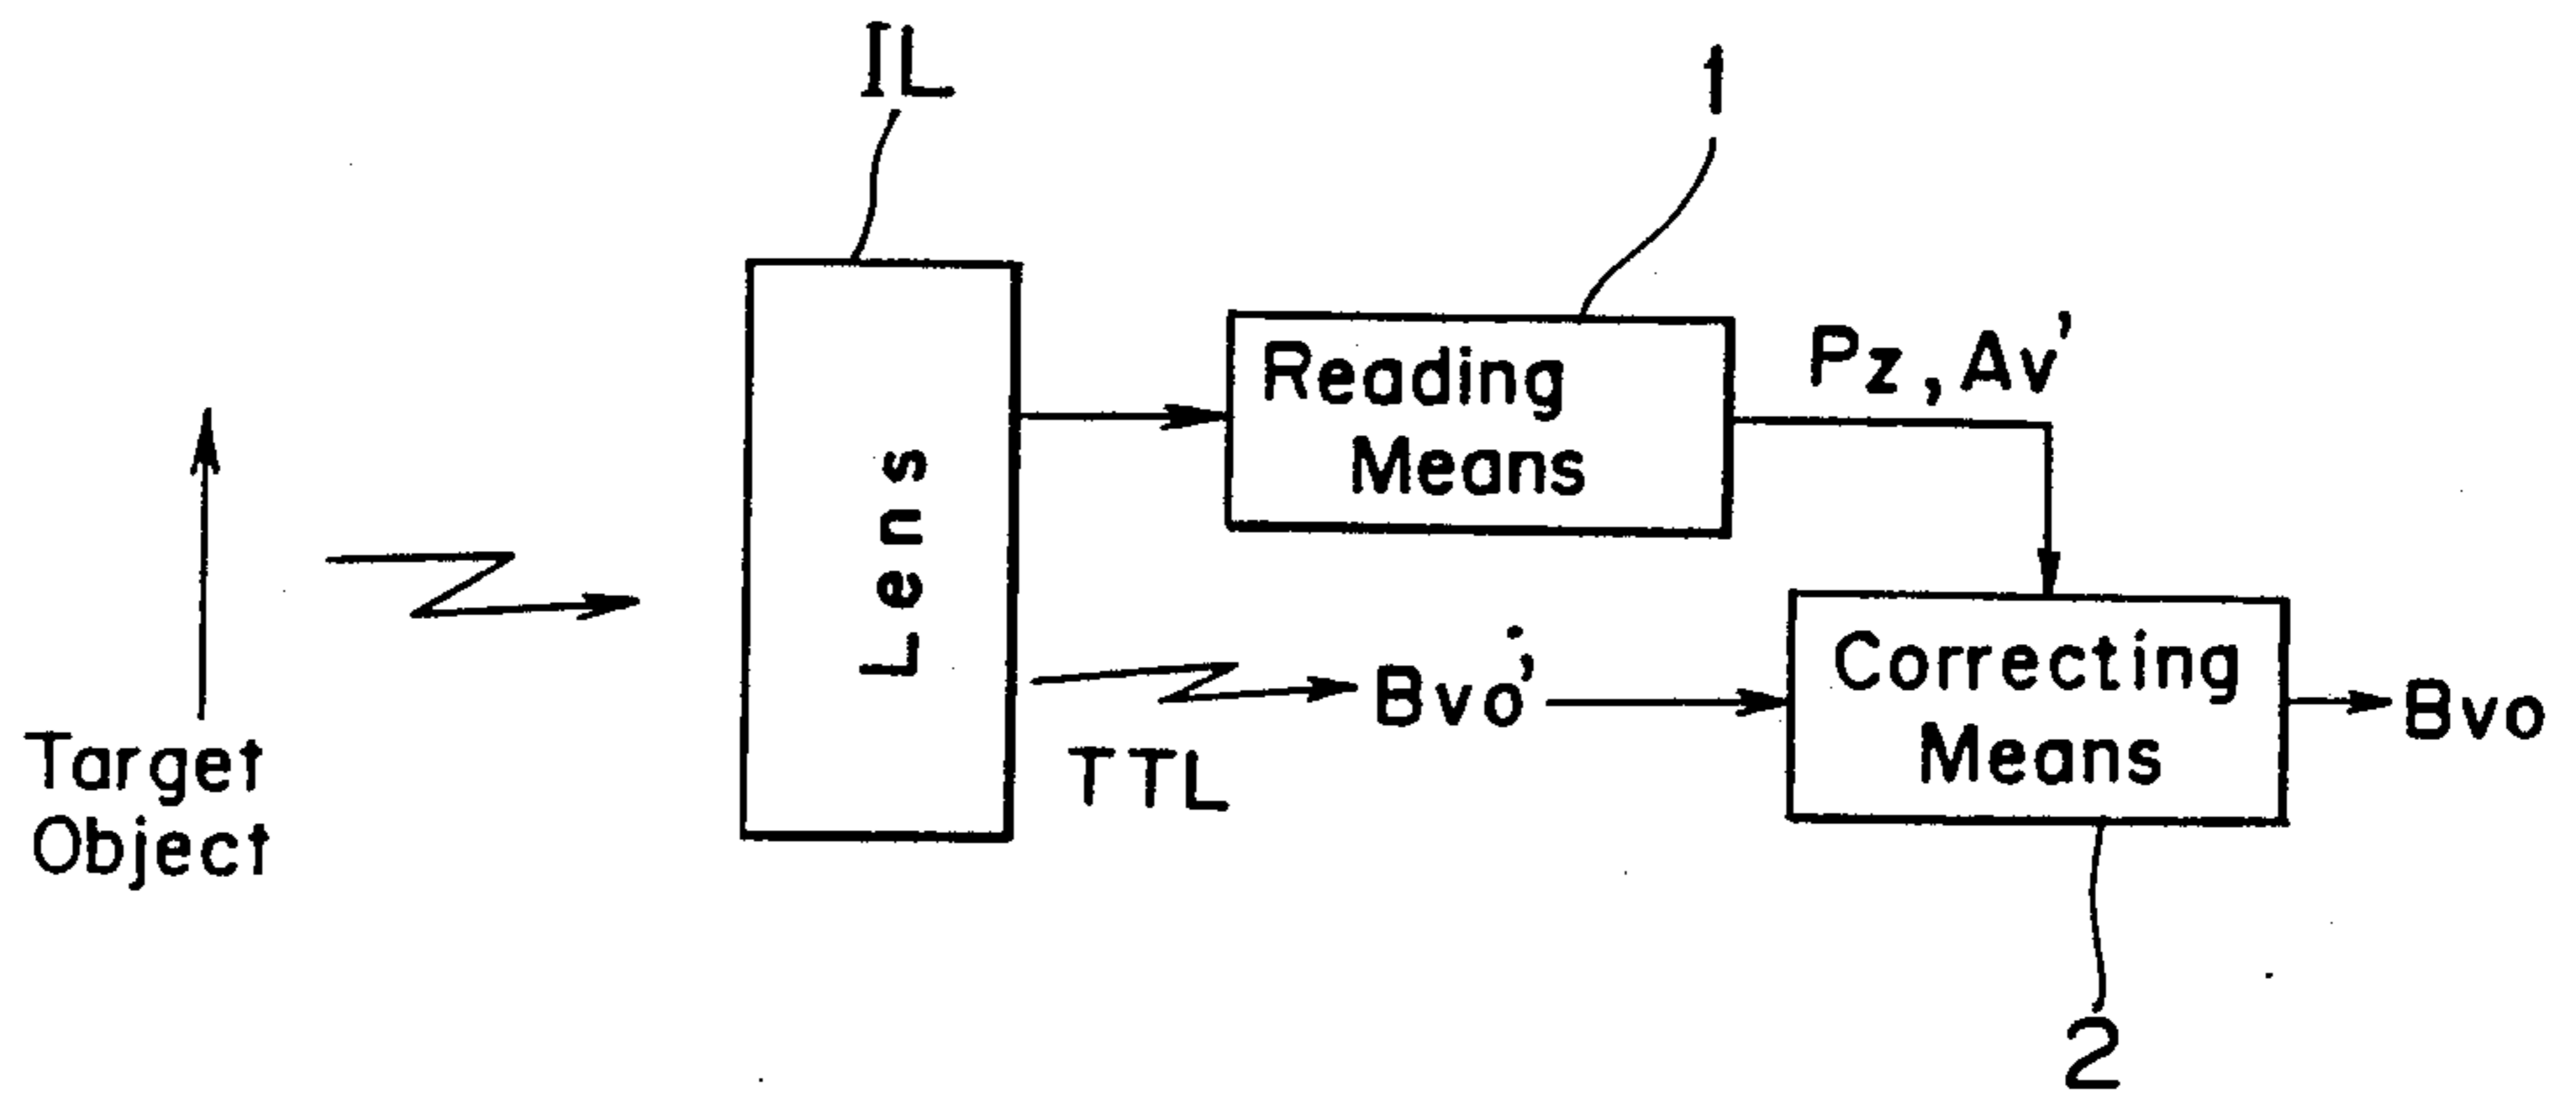 IL
1
Lens
Reading
Means
Pz, Av'
Target
Object
TTL
Bvo'
Correcting
Means
Bvo
2